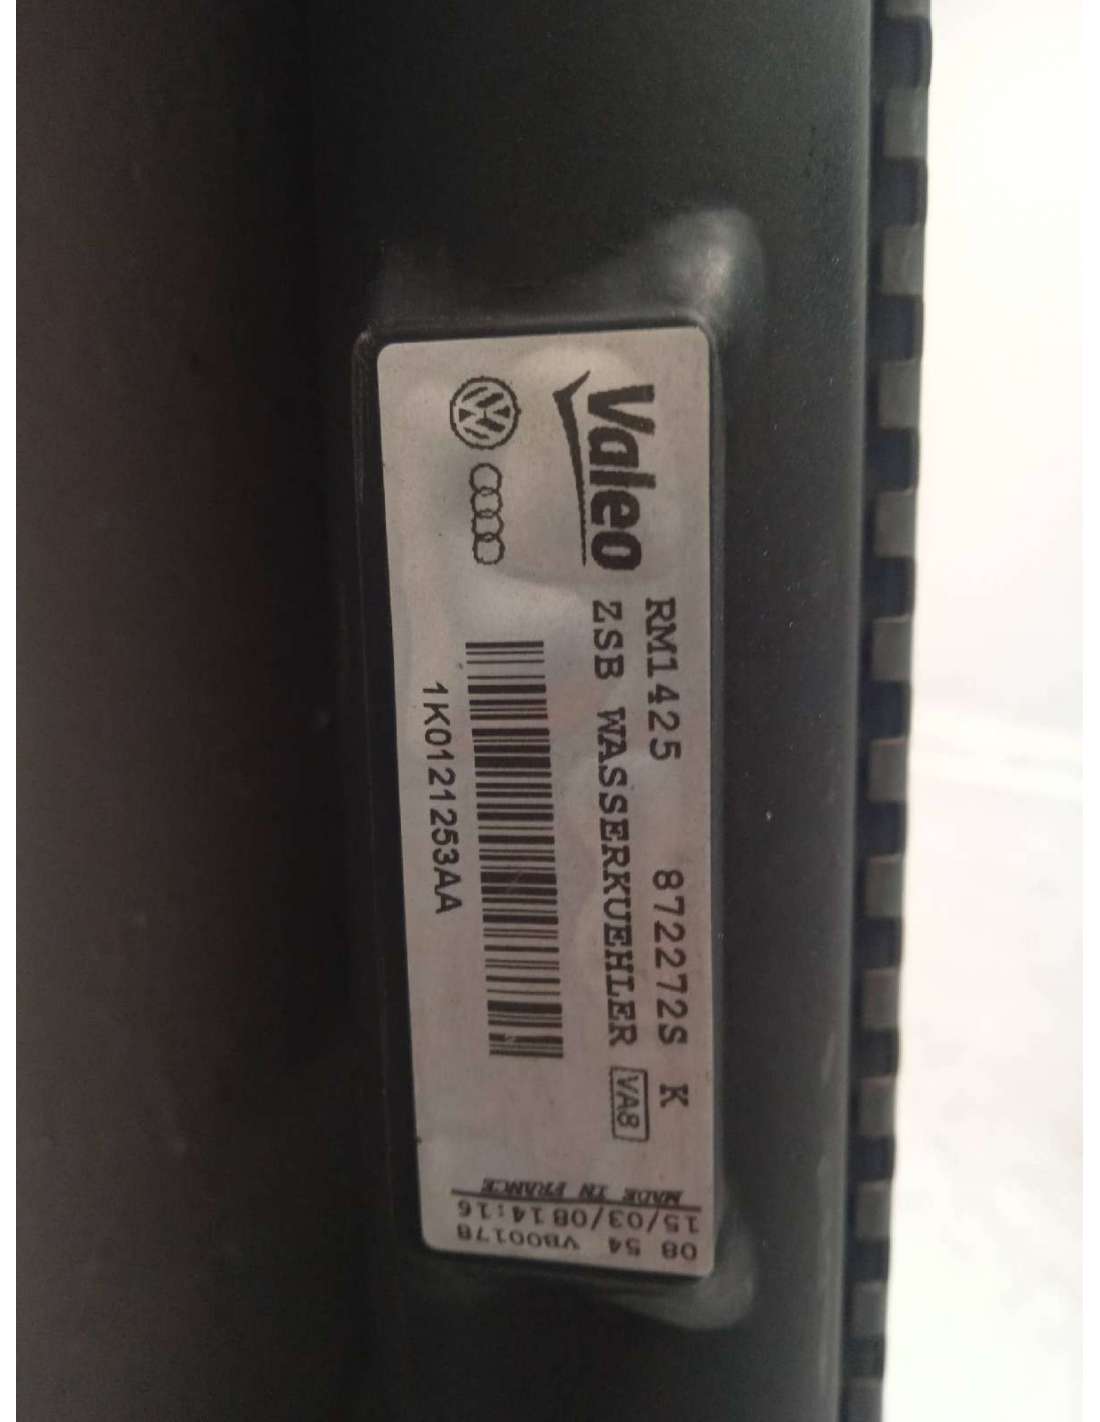 Valeo
RM1425 872272S K
ZSB WASSERKUEHLER VA8
1K0121253AA
MADE IN FRANCE
15/03/08 14:16
08 54 VB00178